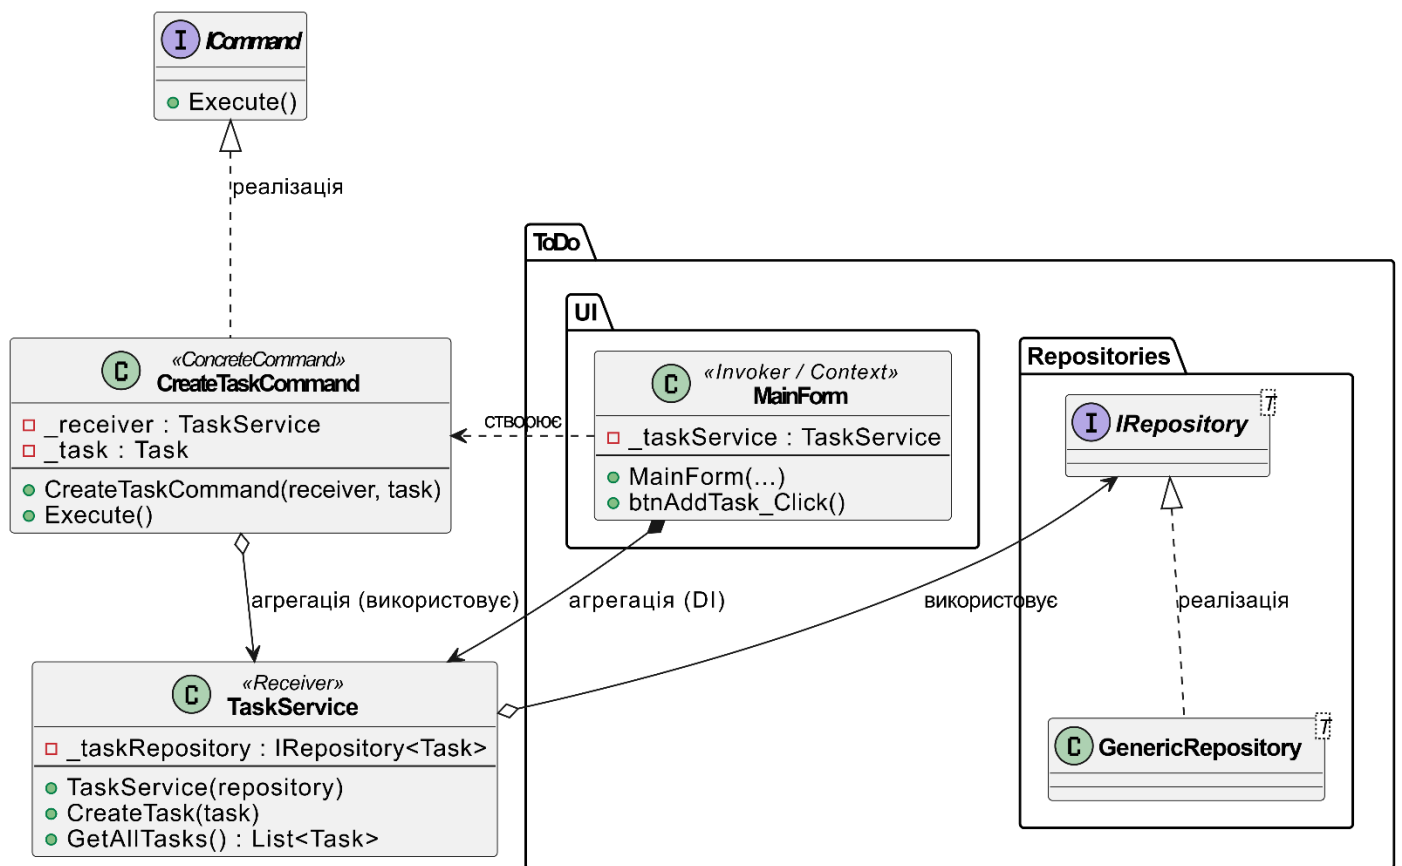 I ICommand
Execute()
реалізація
ToDo
UI
«ConcreteCommand»
C CreateTaskCommand
_receiver : TaskService
_task : Task
CreateTaskCommand(receiver, task)
Execute()
створює
«Invoker / Context»
C MainForm
_taskService : TaskService
MainForm(...)
btnAddTask_Click()
Repositories
I IRepository T
агрегація (використовує)
агрегація (DI)
використовує
реалізація
«Receiver»
C TaskService
_taskRepository : IRepository<Task>
TaskService(repository)
CreateTask(task)
GetAllTasks() : List<Task>
C GenericRepository T